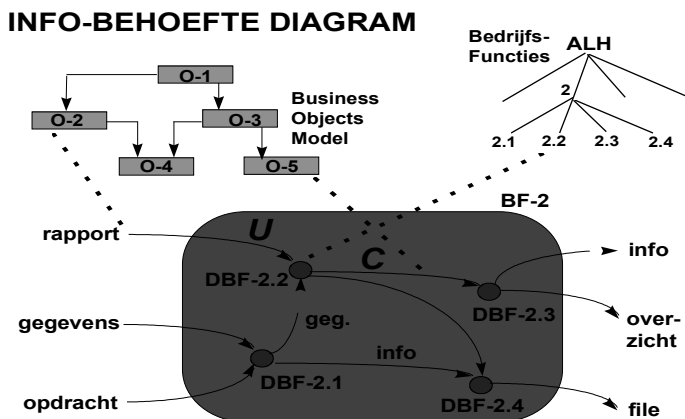 INFO-BEHOEFTE DIAGRAM
Bedrijfs-
Functies
ALH
O-1
O-2
O-3
O-4
O-5
Business
Objects
Model
2
2.1
2.2
2.3
2.4
BF-2
rapport
U
C
info
DBF-2.2
DBF-2.3
gegevens
geg.
over-
zicht
info
DBF-2.1
DBF-2.4
opdracht
file